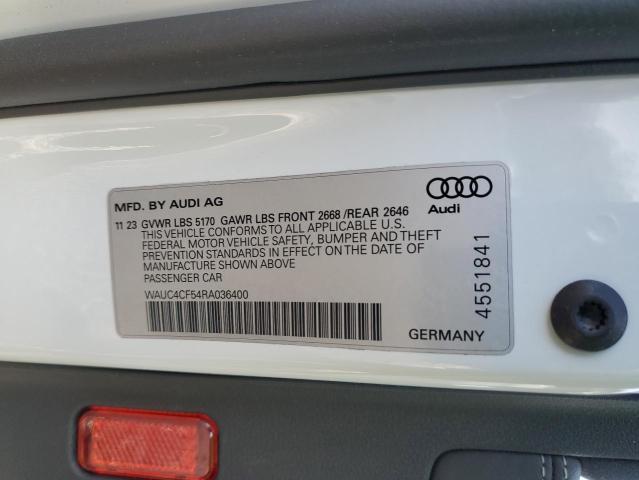 MFD. BY AUDI AG
11 23 GVWR LBS 5170 GAWR LBS FRONT 2668 /REAR 2646
THIS VEHICLE CONFORMS TO ALL APPLICABLE U.S.
FEDERAL MOTOR VEHICLE SAFETY, BUMPER AND THEFT
PREVENTION STANDARDS IN EFFECT ON THE DATE OF
MANUFACTURE SHOWN ABOVE
PASSENGER CAR
WAUC4CF54RA036400
Audi
4551841
GERMANY